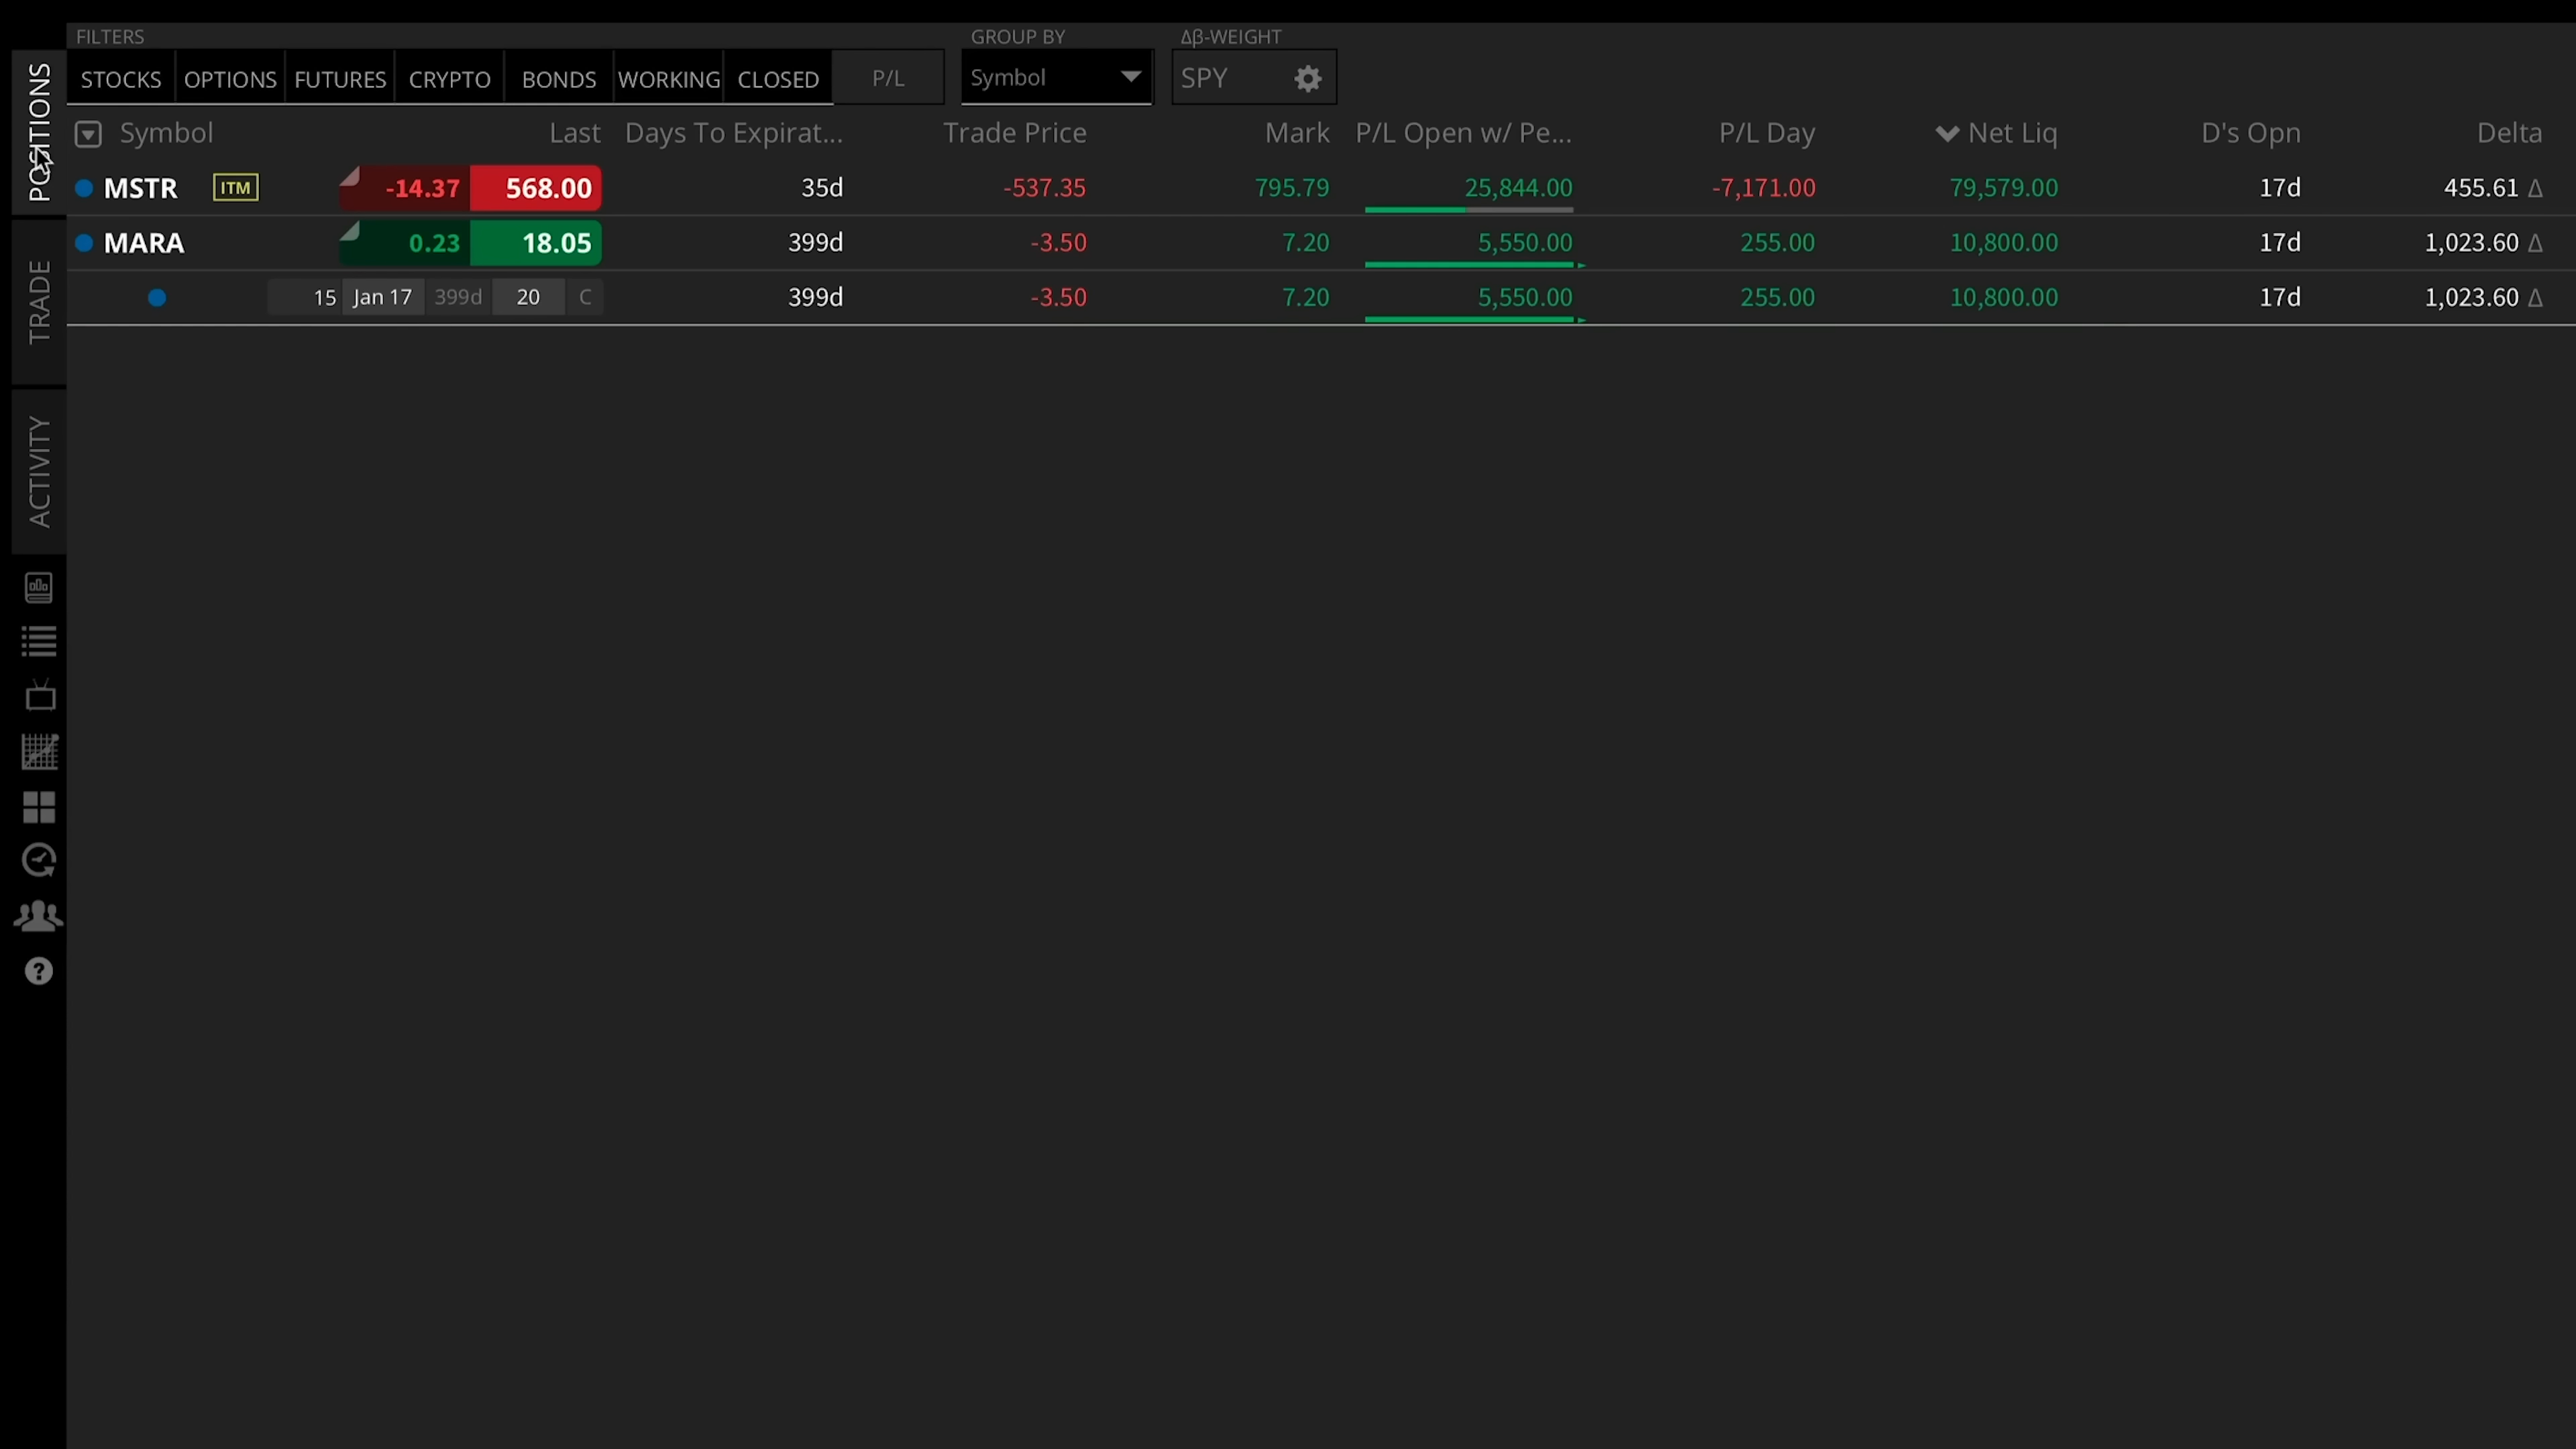 FILTERS GROUP BY Δβ-WEIGHT
STOCKS OPTIONS FUTURES CRYPTO BONDS WORKING CLOSED P/L Symbol SPY
Symbol Last Days To Expirat... Trade Price Mark P/L Open w/ Pe... P/L Day Net Liq D's Opn Delta
MSTR ITM -14.37 568.00 35d -537.35 795.79 25,844.00 -7,171.00 79,579.00 17d 455.61 Δ
MARA 0.23 18.05 399d -3.50 7.20 5,550.00 255.00 10,800.00 17d 1,023.60 Δ
15 Jan 17 399d 20 C 399d -3.50 7.20 5,550.00 255.00 10,800.00 17d 1,023.60 Δ
POSITIONS
TRADE
ACTIVITY
?